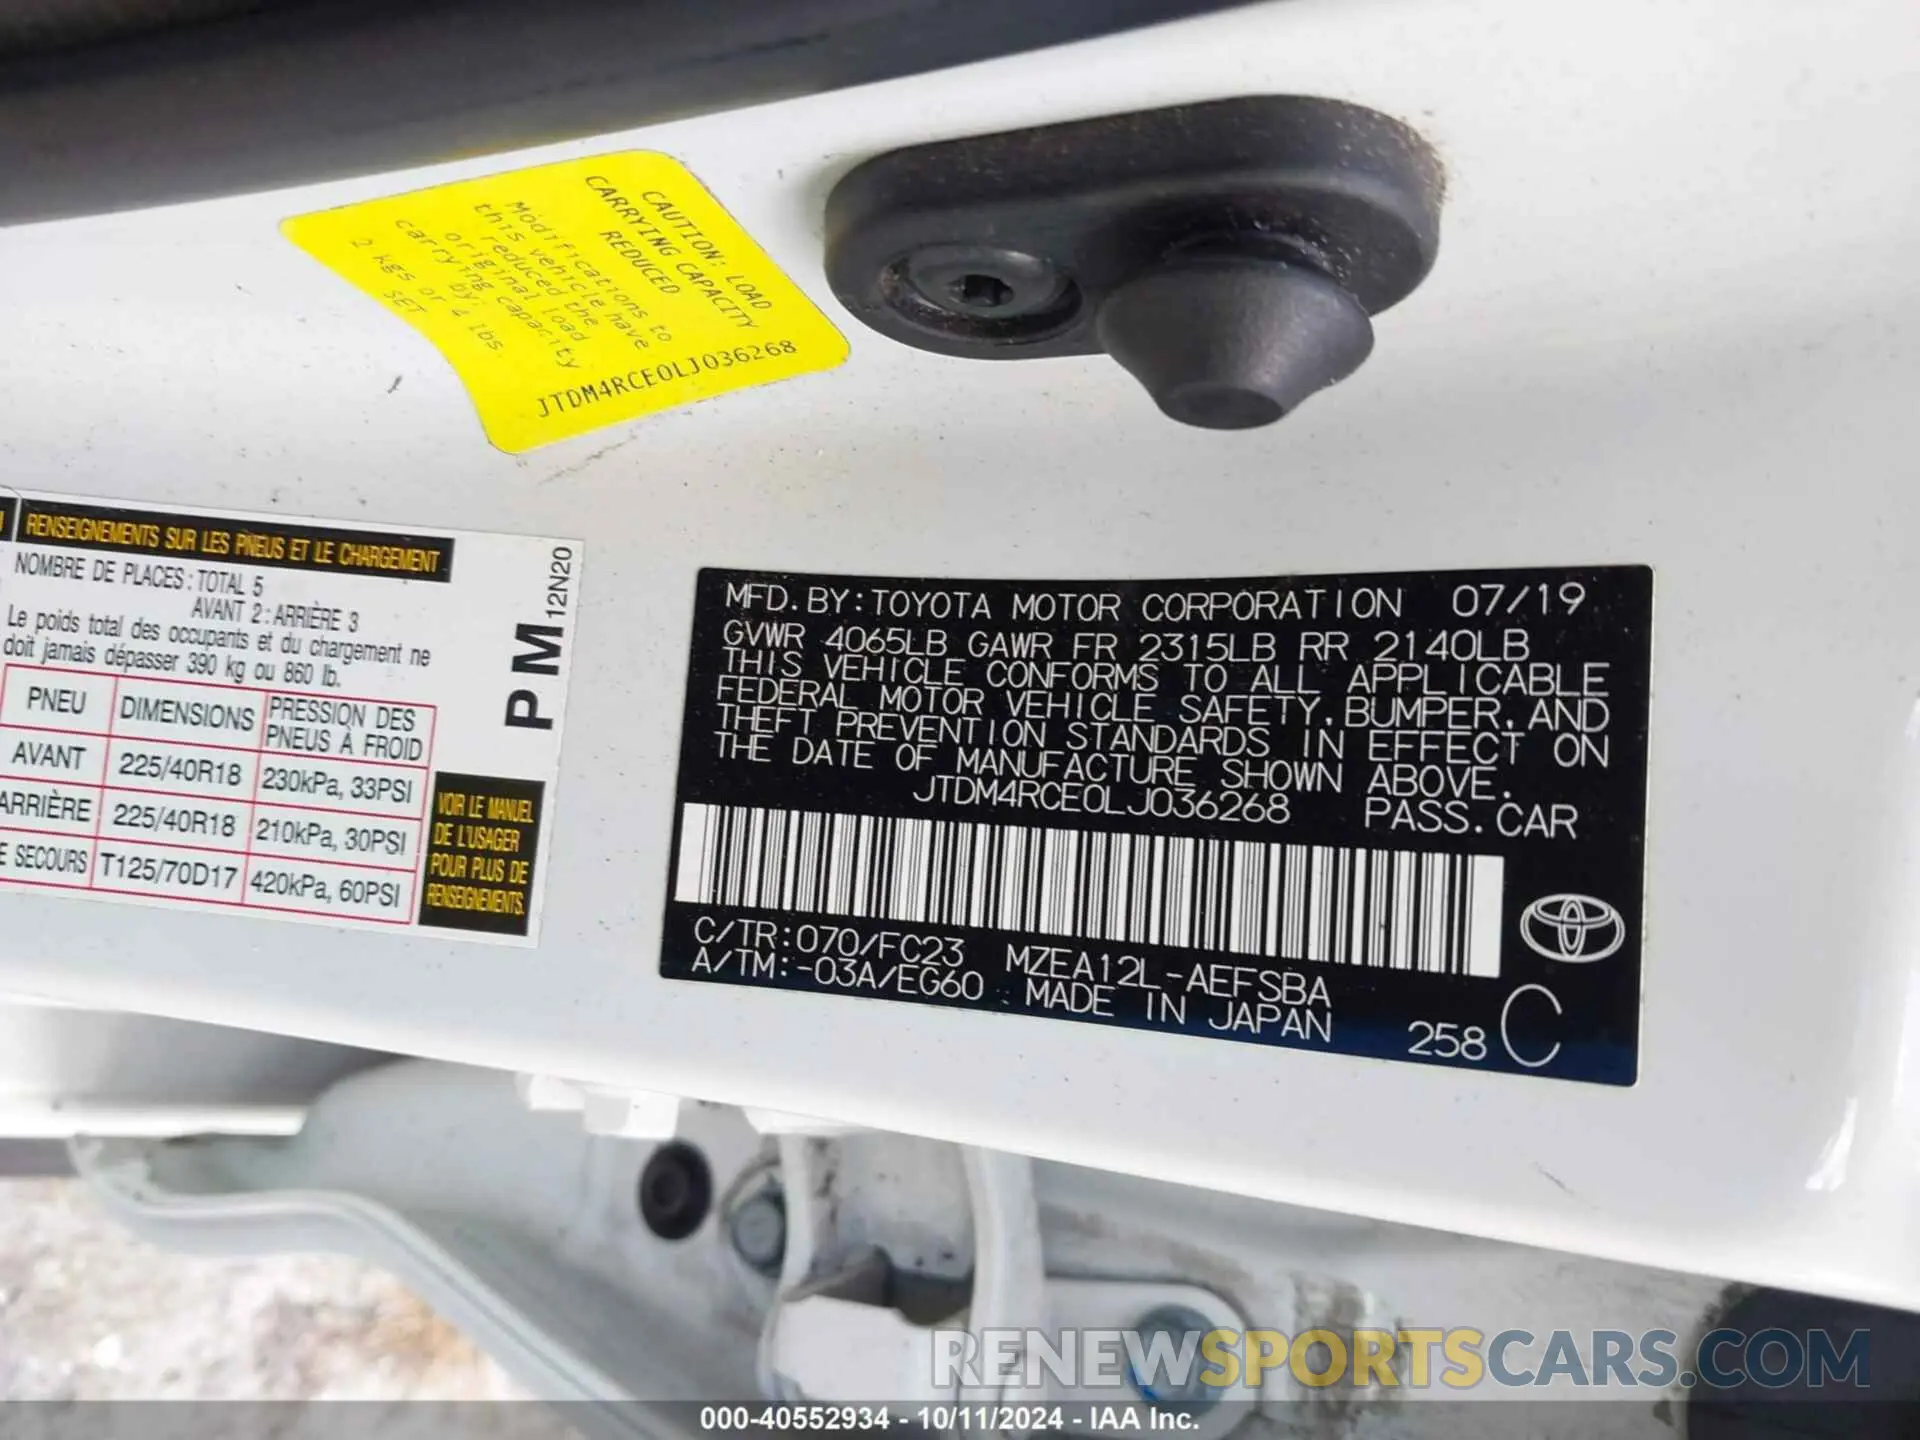 CAUTION: LOAD
CARRYING CAPACITY
REDUCED
Modifications to
this vehicle have
reduced the
original load
carrying capacity
by:
2 kgs or 4 lbs.
SET
JTDM4RCE0LJ036268
RENSEIGNEMENTS SUR LES PNEUS ET LE CHARGEMENT
NOMBRE DE PLACES : TOTAL 5
AVANT 2 : ARRIÈRE 3
Le poids total des occupants et du chargement ne
doit jamais dépasser 390 kg ou 860 lb.
PNEU DIMENSIONS PRESSION DES
PNEUS À FROID
AVANT 225/40R18 230kPa, 33PSI
ARRIÈRE 225/40R18 210kPa, 30PSI
SECOURS T125/70D17 420kPa, 60PSI
PM 12N20
VOIR LE MANUEL
DE L'USAGER
POUR PLUS DE
RENSEIGNEMENTS.
MFD. BY: TOYOTA MOTOR CORPORATION 07/19
GVWR 4065LB GAWR FR 2315LB RR 2140LB
THIS VEHICLE CONFORMS TO ALL APPLICABLE
FEDERAL MOTOR VEHICLE SAFETY, BUMPER, AND
THEFT PREVENTION STANDARDS IN EFFECT ON
THE DATE OF MANUFACTURE SHOWN ABOVE.
JTDM4RCE0LJ036268 PASS. CAR
C/TR: 070/FC23 MZEA12L-AEFSBA
A/TM: -03A/EG60 MADE IN JAPAN
258 C
RENEWSPORTSCARS.COM
000-40552934 - 10/11/2024 - IAA Inc.